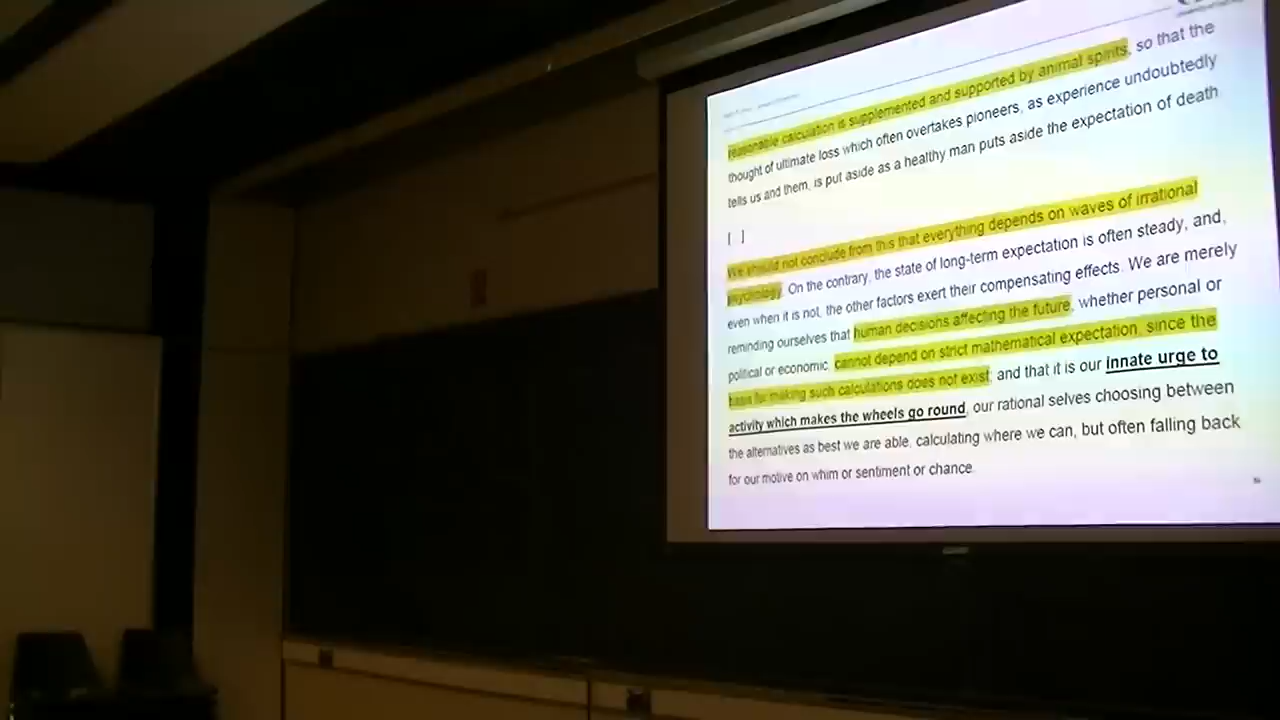 reasonable calculation is supplemented and supported by animal spirits, so that the
thought of ultimate loss which often overtakes pioneers, as experience undoubtedly
tells us and them, is put aside as a healthy man puts aside the expectation of death
[ ]
We should not conclude from this that everything depends on waves of irrational
psychology. On the contrary, the state of long-term expectation is often steady, and,
even when it is not, the other factors exert their compensating effects. We are merely
reminding ourselves that human decisions affecting the future, whether personal or
political or economic, cannot depend on strict mathematical expectation, since the
basis for making such calculations does not exist; and that it is our innate urge to
activity which makes the wheels go round, our rational selves choosing between
the alternatives as best we are able, calculating where we can, but often falling back
for our motive on whim or sentiment or chance.